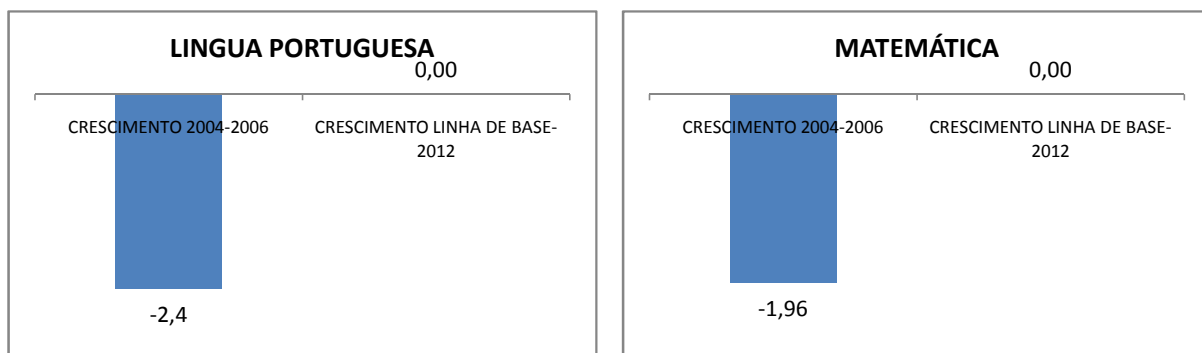 LINGUA PORTUGUESA
0,00
CRESCIMENTO 2004-2006
CRESCIMENTO LINHA DE BASE-
2012
-2,4
MATEMÁTICA
0,00
CRESCIMENTO 2004-2006
CRESCIMENTO LINHA DE BASE-
2012
-1,96